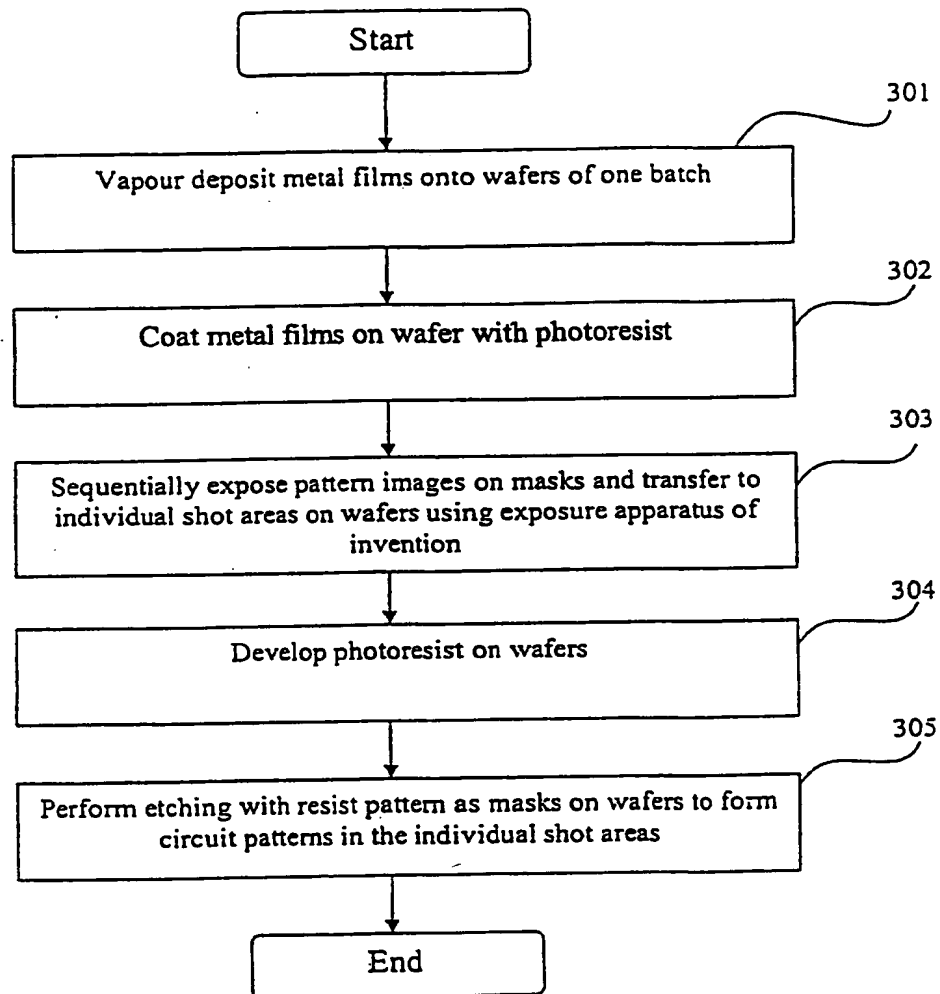 Start
301
Vapour deposit metal films onto wafers of one batch
302
Coat metal films on wafer with photoresist
303
Sequentially expose pattern images on masks and transfer to
individual shot areas on wafers using exposure apparatus of
invention
304
Develop photoresist on wafers
305
Perform etching with resist pattern as masks on wafers to form
circuit patterns in the individual shot areas
End